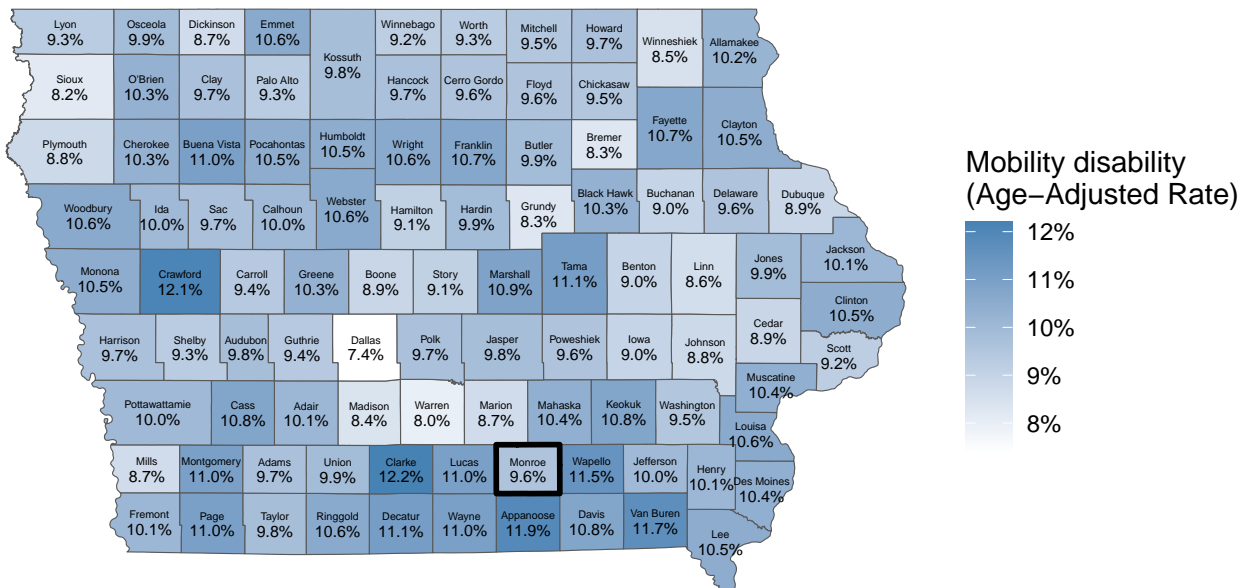 Lyon
9.3%
Osceola
9.9%
Dickinson
8.7%
Emmet
10.6%
Kossuth
9.8%
Winnebago
9.2%
Worth
9.3%
Mitchell
9.5%
Howard
9.7%
Winneshiek
8.5%
Allamakee
10.2%
Sioux
8.2%
O'Brien
10.3%
Clay
9.7%
Palo Alto
9.3%
Hancock
9.7%
Cerro Gordo
9.6%
Floyd
9.6%
Chickasaw
9.5%
Fayette
10.7%
Clayton
10.5%
Plymouth
8.8%
Cherokee
10.3%
Buena Vista
11.0%
Pocahontas
10.5%
Humboldt
10.5%
Wright
10.6%
Franklin
10.7%
Butler
9.9%
Bremer
8.3%
Woodbury
10.6%
Ida
10.0%
Sac
9.7%
Calhoun
10.0%
Webster
10.6%
Hamilton
9.1%
Hardin
9.9%
Grundy
8.3%
Black Hawk
10.3%
Buchanan
9.0%
Delaware
9.6%
Dubuque
8.9%
Monona
10.5%
Crawford
12.1%
Carroll
9.4%
Greene
10.3%
Boone
8.9%
Story
9.1%
Marshall
10.9%
Tama
11.1%
Benton
9.0%
Linn
8.6%
Jones
9.9%
Jackson
10.1%
Clinton
10.5%
Harrison
9.7%
Shelby
9.3%
Audubon
9.8%
Guthrie
9.4%
Dallas
7.4%
Polk
9.7%
Jasper
9.8%
Poweshiek
9.6%
Iowa
9.0%
Johnson
8.8%
Cedar
8.9%
Scott
9.2%
Muscatine
10.4%
Pottawattamie
10.0%
Cass
10.8%
Adair
10.1%
Madison
8.4%
Warren
8.0%
Marion
8.7%
Mahaska
10.4%
Keokuk
10.8%
Washington
9.5%
Louisa
10.6%
Mills
8.7%
Montgomery
11.0%
Adams
9.7%
Union
9.9%
Clarke
12.2%
Lucas
11.0%
Monroe
9.6%
Wapello
11.5%
Jefferson
10.0%
Henry
10.1%
Des Moines
10.4%
Fremont
10.1%
Page
11.0%
Taylor
9.8%
Ringgold
10.6%
Decatur
11.1%
Wayne
11.0%
Appanoose
11.9%
Davis
10.8%
Van Buren
11.7%
Lee
10.5%
Mobility disability
(Age−Adjusted Rate)
12%
11%
10%
9%
8%